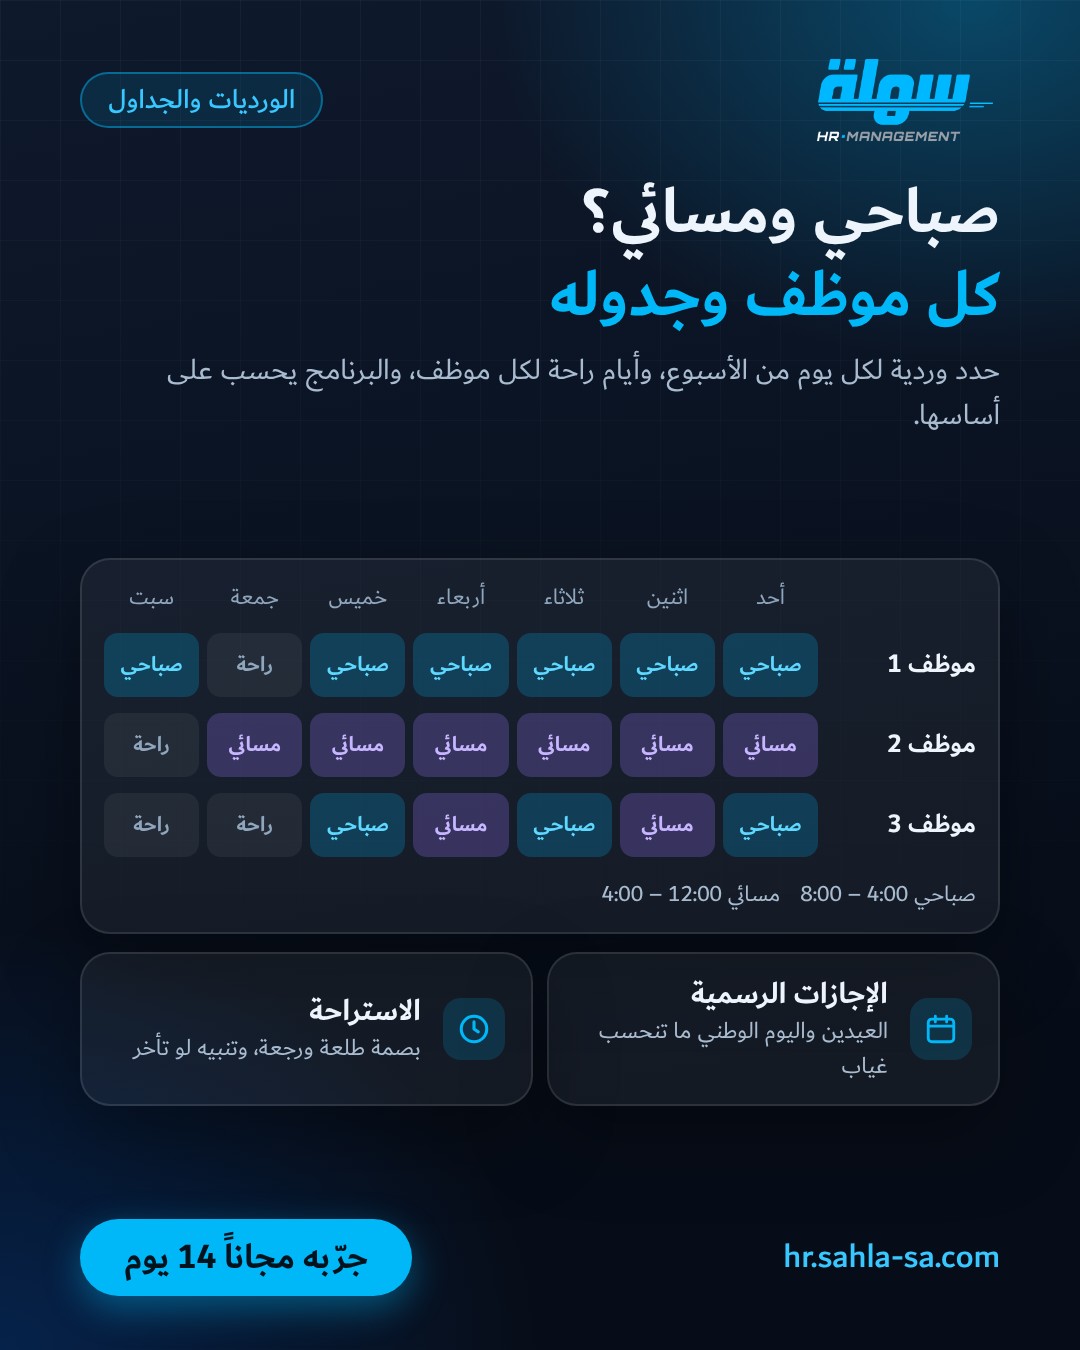 سهلة
HR·MANAGEMENT
الورديات والجداول
صباحي ومسائي؟
كل موظف وجدوله
حدد وردية لكل يوم من الأسبوع، وأيام راحة لكل موظف، والبرنامج يحسب على
أساسها.
أحد اثنين ثلاثاء أربعاء خميس جمعة سبت
موظف 1 صباحي صباحي صباحي صباحي صباحي راحة صباحي
موظف 2 مسائي مسائي مسائي مسائي مسائي مسائي راحة
موظف 3 صباحي مسائي صباحي مسائي صباحي راحة راحة
صباحي 4:00 – 8:00 مسائي 12:00 – 4:00
الإجازات الرسمية
العيدين واليوم الوطني ما تنحسب
غياب
الاستراحة
بصمة طلعة ورجعة، وتنبيه لو تأخر
hr.sahla-sa.com
جرّبه مجاناً 14 يوم